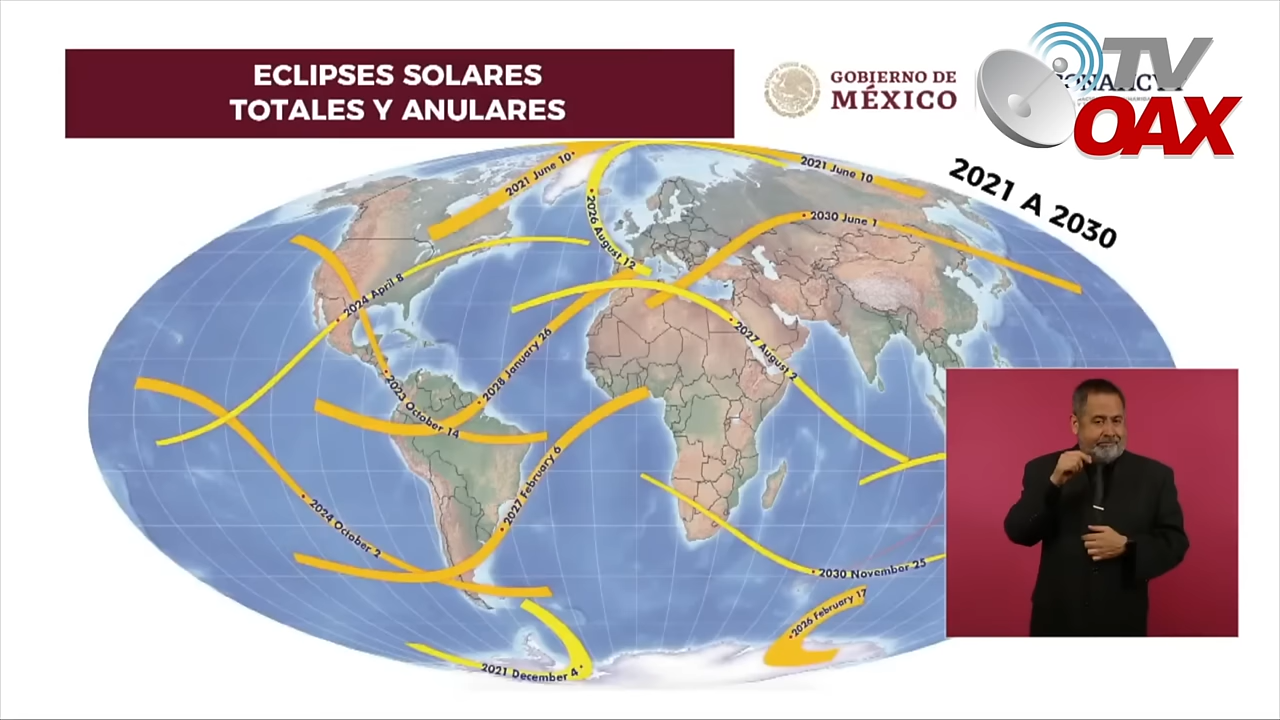 ECLIPSES SOLARES
TOTALES Y ANULARES
GOBIERNO DE
MÉXICO
TV
OAX
2021 A 2030
2021 June 10
2021 June 10
2026 August 12
2030 June 1
2024 April 8
2027 August 2
2028 January 26
2023 October 14
2027 February 6
2024 October 2
2030 November 25
2026 February 17
2021 December 4